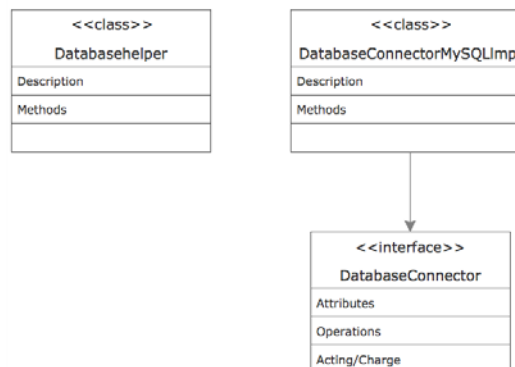 <<class>>
Databasehelper
Description
Methods
<<class>>
DatabaseConnectorMySQLImp
Description
Methods
<<interface>>
DatabaseConnector
Attributes
Operations
Acting/Charge